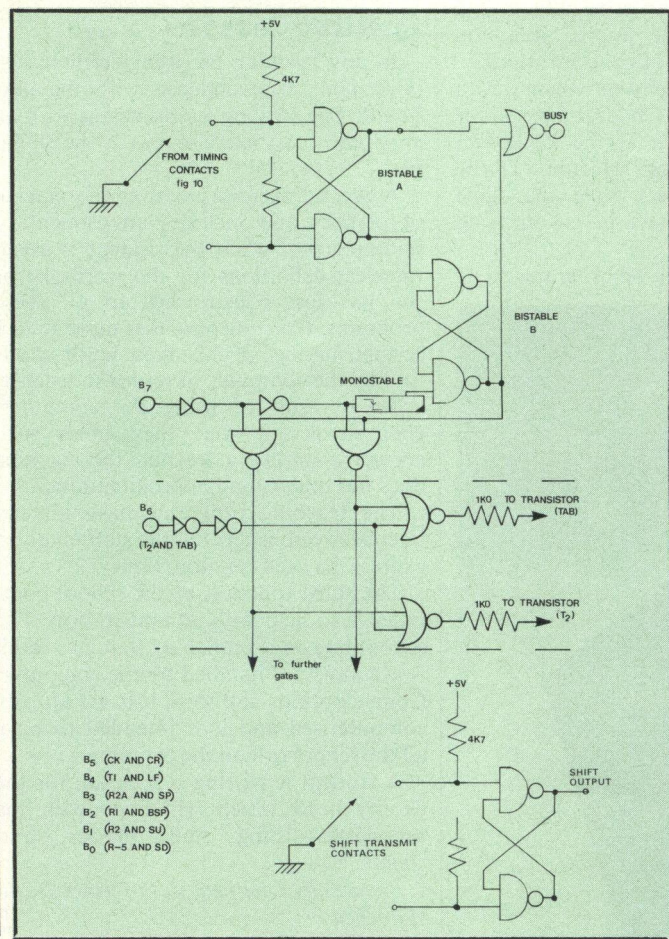 +5V
4K7
BUSY
FROM TIMING
CONTACTS
fig 10
BISTABLE
A
BISTABLE
B
MONOSTABLE
B7
B6
(T2 AND TAB)
1K0 TO TRANSISTOR
(TAB)
1K0 TO TRANSISTOR
(T2)
To further
gates
+5V
4K7
B5 (CK AND CR)
B4 (T1 AND LF)
B3 (R2A AND SP)
B2 (R1 AND BSP)
B1 (R2 AND SU)
B0 (R-5 AND SD)
SHIFT
OUTPUT
SHIFT TRANSMIT
CONTACTS